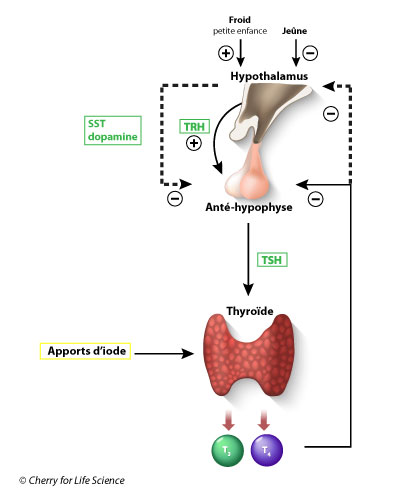 Froid
petite enfance
Jeûne
+
−
Hypothalamus
SST
dopamine
TRH
+
−
−
−
Anté-hypophyse
TSH
Thyroïde
Apports d’iode
T3
T4
© Cherry for Life Science